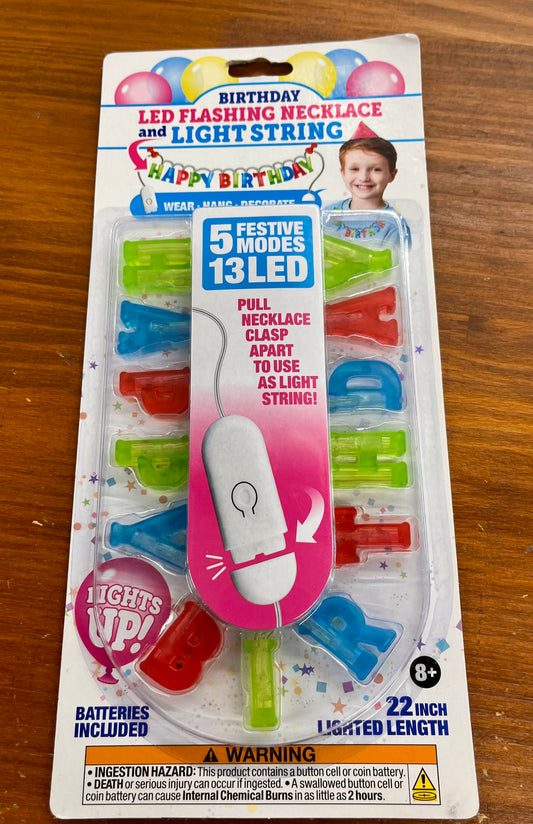 BIRTHDAY
LED FLASHING NECKLACE
and LIGHT STRING
HAPPY BIRTHDAY
WEAR · HANG · DECORATE
5 FESTIVE
MODES
13 LED
PULL
NECKLACE
CLASP
APART
TO USE
AS LIGHT
STRING!
H
A
P
P
Y
B
I
R
T
H
D
A
Y
LIGHTS
UP!
8+
BATTERIES
INCLUDED
22 INCH
LIGHTED LENGTH
WARNING
• INGESTION HAZARD: This product contains a button cell or coin battery.
• DEATH or serious injury can occur if ingested. • A swallowed button cell or
coin battery can cause Internal Chemical Burns in as little as 2 hours.